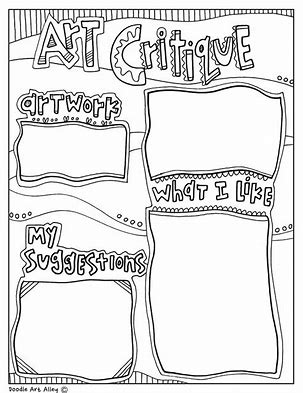 Art Critique
artwork
What I Like
My
Suggestions
Doodle Art Alley ©